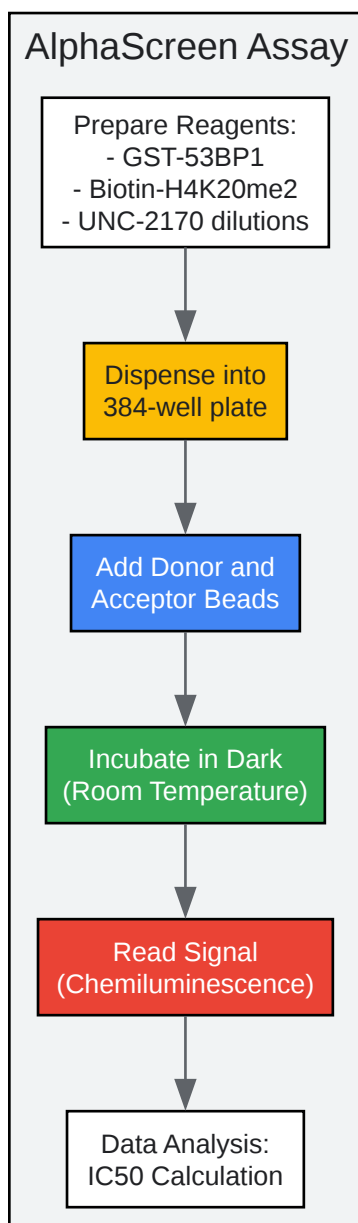 AlphaScreen Assay
Prepare Reagents:
- GST-53BP1
- Biotin-H4K20me2
- UNC-2170 dilutions
Dispense into
384-well plate
Add Donor and
Acceptor Beads
Incubate in Dark
(Room Temperature)
Read Signal
(Chemiluminescence)
Data Analysis:
IC50 Calculation